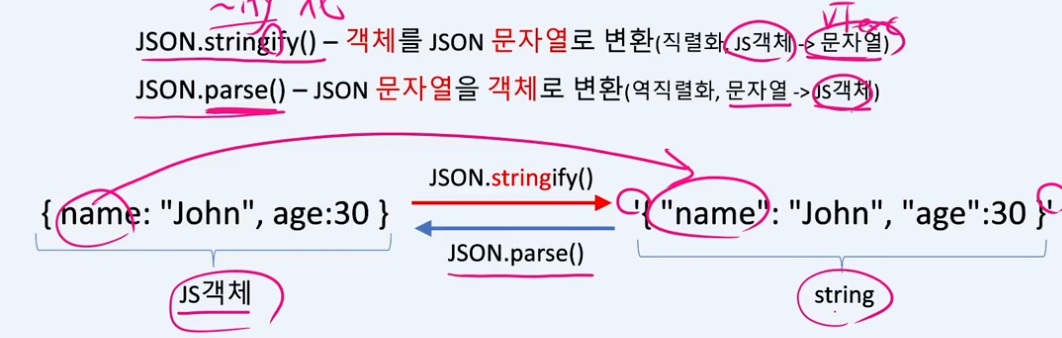 ~ify 化
Text
JSON.stringify() – 객체를 JSON 문자열로 변환(직렬화, JS객체 -> 문자열)
JSON.parse() – JSON 문자열을 객체로 변환(역직렬화, 문자열 ->JS객체)
JSON.stringify()
{ name: "John", age:30 } '{ "name": "John", "age":30 }'
JSON.parse()
JS객체 string